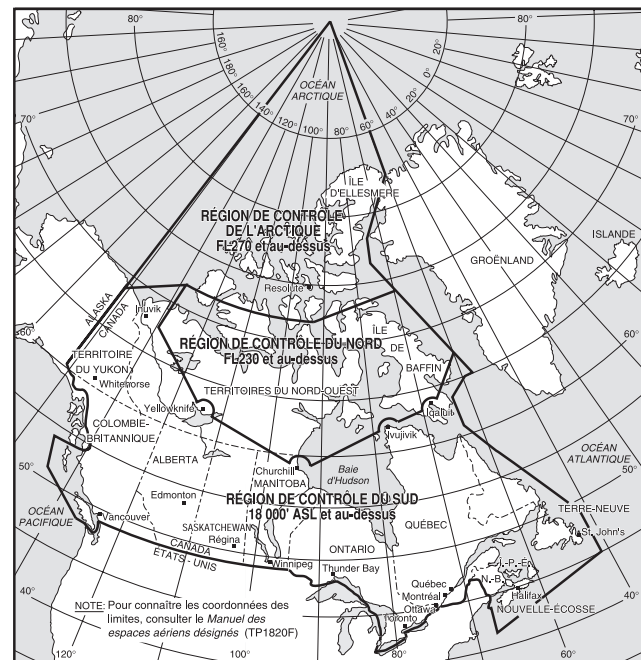 80°
160°
160°
140°
120°
100°
80°
60°
40°
20°
0°
20°
80°
OCÉAN
ARCTIQUE
70°
70°
ÎLE
D'ELLESMERE
RÉGION DE CONTRÔLE
DE L'ARCTIQUE
FL270 et au-dessus
ISLANDE
GROËNLAND
Resolute
ALASKA
CANADA
Inuvik
60°
60°
RÉGION DE CONTRÔLE DU NORD
FL230 et au-dessus
ÎLE
DE
BAFFIN
TERRITOIRE
DU YUKON
Whitehorse
TERRITOIRES DU NORD-OUEST
Yellowknife
Iqaluit
COLOMBIE-
BRITANNIQUE
Ivujivik
OCÉAN
ATLANTIQUE
ALBERTA
50°
50°
Churchill
MANITOBA
Baie
d'Hudson
Edmonton
RÉGION DE CONTRÔLE DU SUD
18 000' ASL et au-dessus
OCÉAN
PACIFIQUE
Vancouver
TERRE-NEUVE
St. John's
SASKATCHEWAN
Régina
QUÉBEC
CANADA
ÉTATS - UNIS
Winnipeg
ONTARIO
Thunder Bay
Î.-P.-É.
N.-B.
Québec
Montréal
Ottawa
Toronto
Halifax
NOUVELLE-ÉCOSSE
40°
40°
NOTE: Pour connaître les coordonnées des
limites, consulter le Manuel des
espaces aériens désignés (TP1820F)
120°
100°
80°
60°